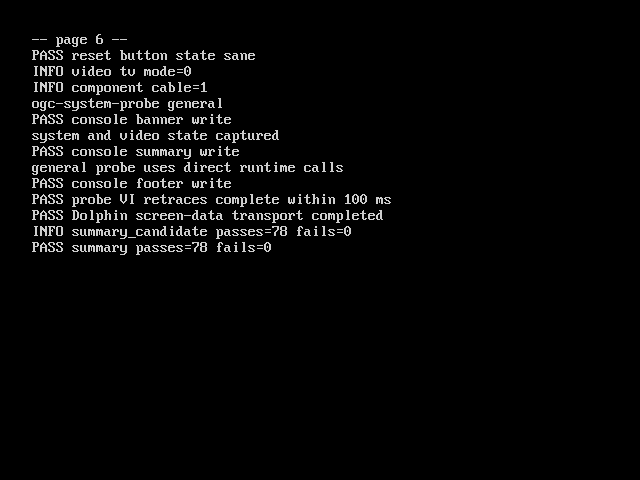 -- page 6 --
PASS reset button state sane
INFO video tv mode=0
INFO component cable=1
ogc-system-probe general
PASS console banner write
system and video state captured
PASS console summary write
general probe uses direct runtime calls
PASS console footer write
PASS probe VI retraces complete within 100 ms
PASS Dolphin screen-data transport completed
INFO summary_candidate passes=78 fails=0
PASS summary passes=78 fails=0